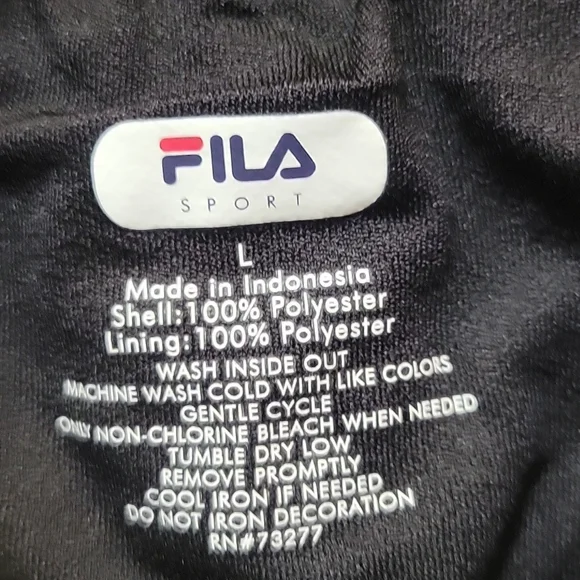 FILA
SPORT
L
Made in Indonesia
Shell:100% Polyester
Lining:100% Polyester
WASH INSIDE OUT
MACHINE WASH COLD WITH LIKE COLORS
GENTLE CYCLE
ONLY NON-CHLORINE BLEACH WHEN NEEDED
TUMBLE DRY LOW
REMOVE PROMPTLY
COOL IRON IF NEEDED
DO NOT IRON DECORATION
RN#73277